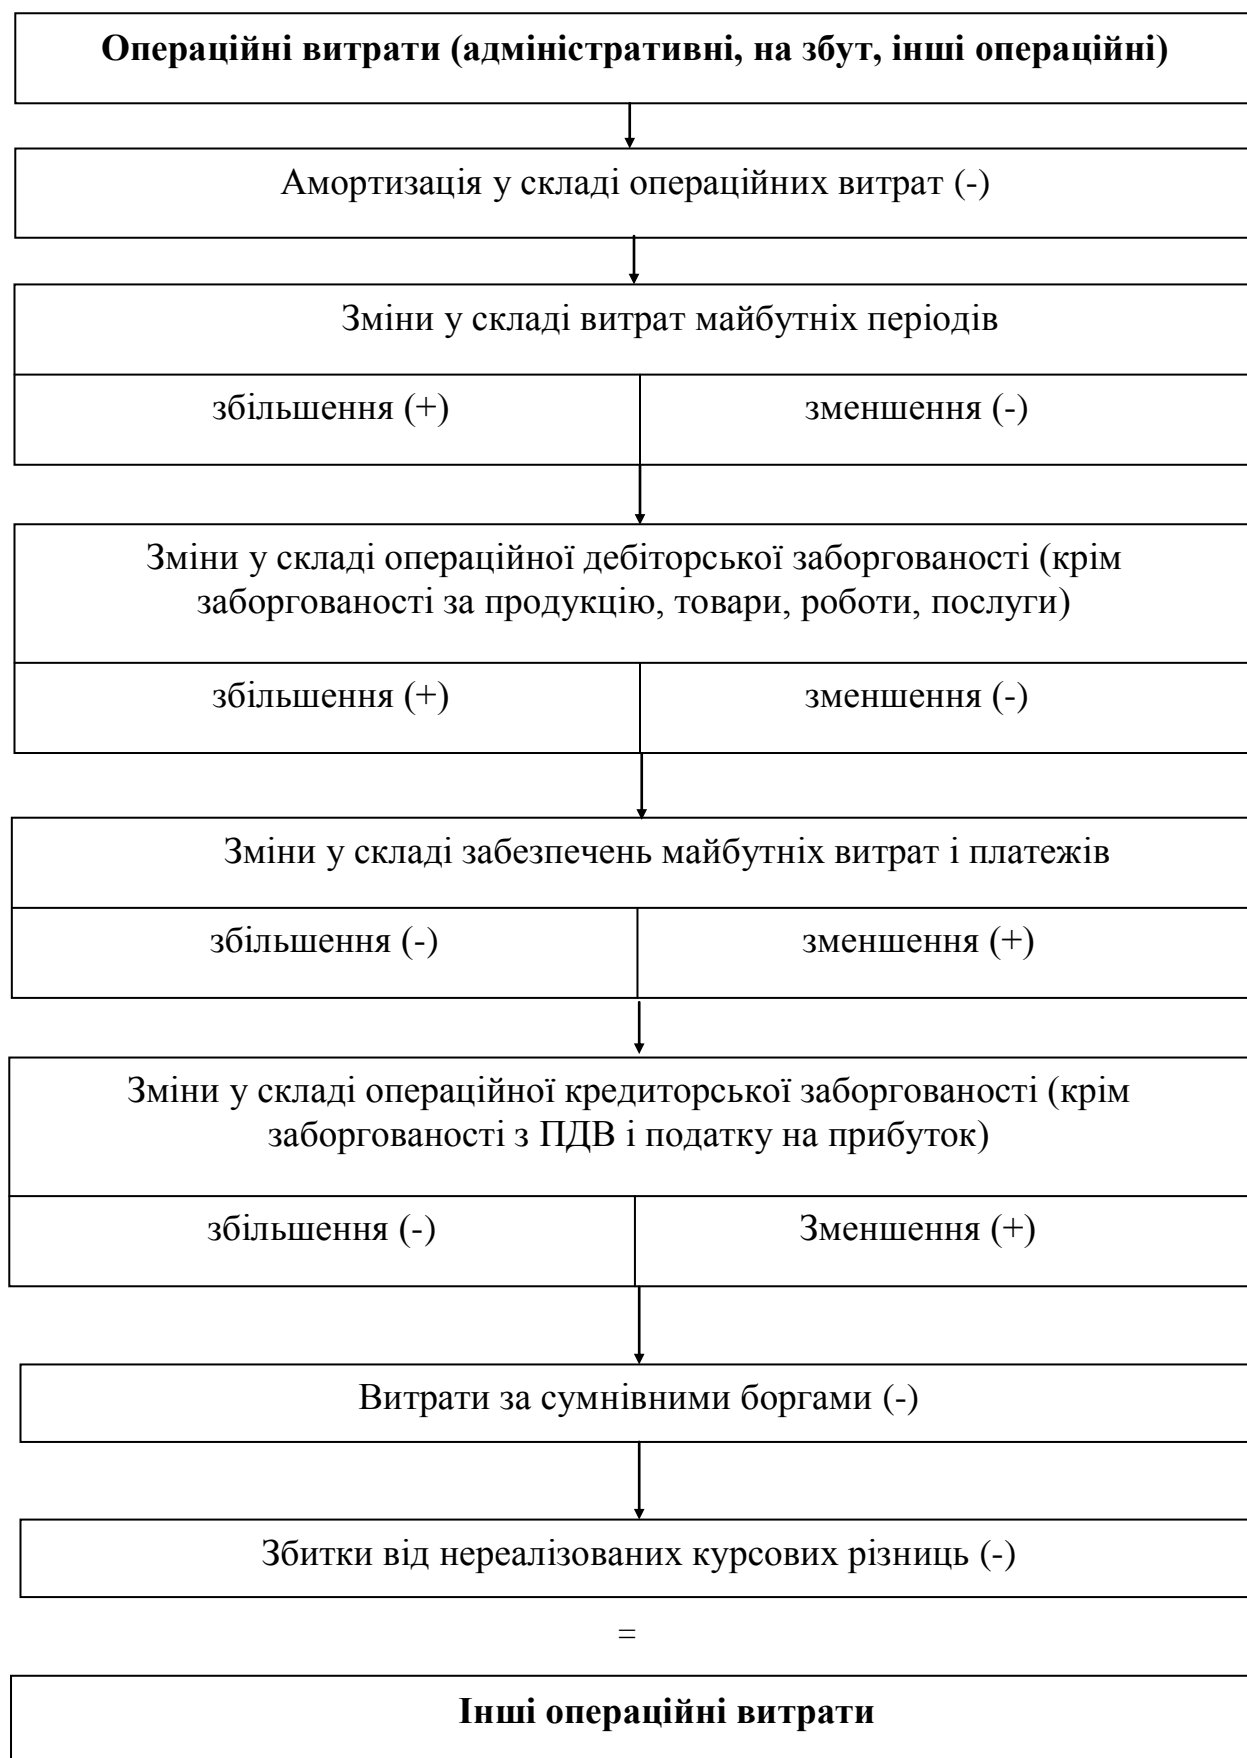 Операційні витрати (адміністративні, на збут, інші операційні)
Амортизація у складі операційних витрат (-)
Зміни у складі витрат майбутніх періодів
збільшення (+) зменшення (-)
Зміни у складі операційної дебіторської заборгованості (крім
заборгованості за продукцію, товари, роботи, послуги)
збільшення (+) зменшення (-)
Зміни у складі забезпечень майбутніх витрат і платежів
збільшення (-) зменшення (+)
Зміни у складі операційної кредиторської заборгованості (крім
заборгованості з ПДВ і податку на прибуток)
збільшення (-) Зменшення (+)
Витрати за сумнівними боргами (-)
Збитки від нереалізованих курсових різниць (-)
=
Інші операційні витрати